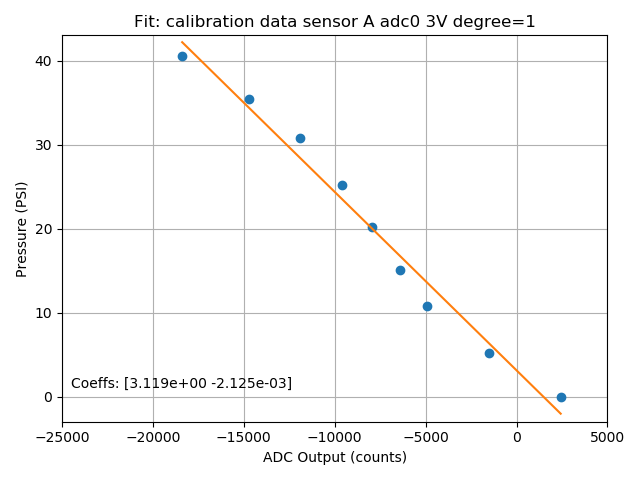 Fit: calibration data sensor A adc0 3V degree=1
40
30
20
10
0
Pressure (PSI)
Coeffs: [3.119e+00 -2.125e-03]
−25000 −20000 −15000 −10000 −5000 0 5000
ADC Output (counts)